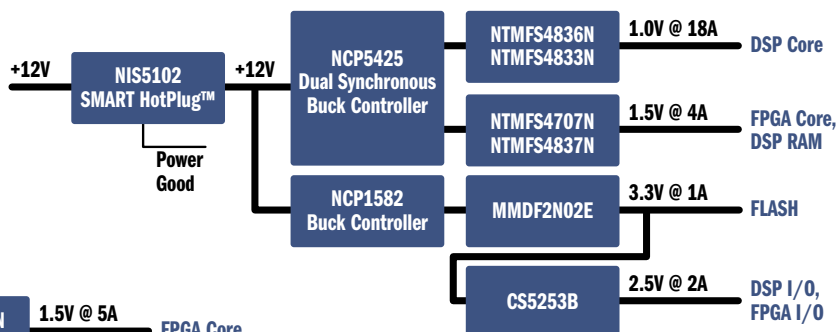 +12V
NIS5102
SMART HotPlug™
Power
Good
+12V
NCP5425
Dual Synchronous
Buck Controller
NTMFS4836N
NTMFS4833N
1.0V @ 18A
DSP Core
NTMFS4707N
NTMFS4837N
1.5V @ 4A
FPGA Core,
DSP RAM
NCP1582
Buck Controller
MMDF2N02E
3.3V @ 1A
FLASH
CS5253B
2.5V @ 2A
DSP I/O,
FPGA I/O
N
1.5V @ 5A
FPGA Core